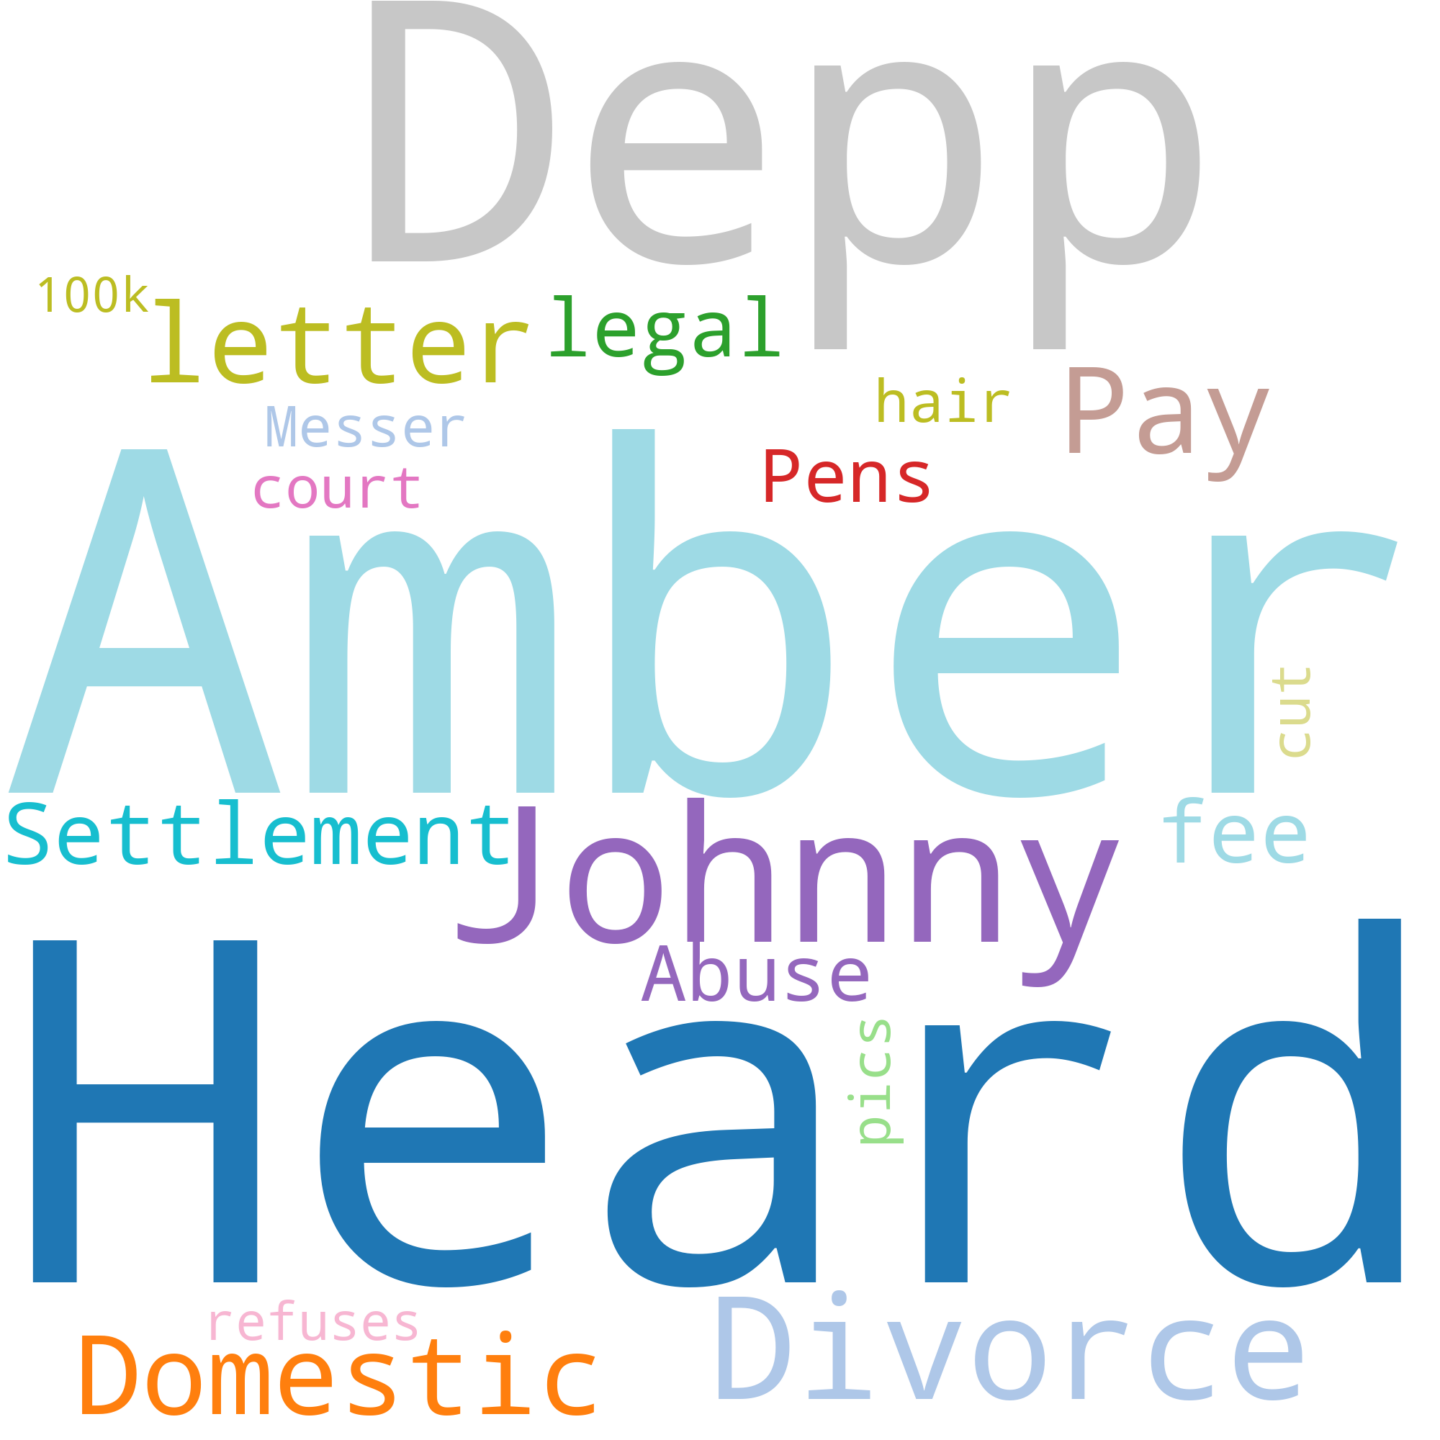 Depp
100k
letter
legal
hair
Pay
Messer
court
Pens
Amber
cut
Settlement
Johnny
fee
Abuse
Heard
pics
refuses
Domestic
Divorce